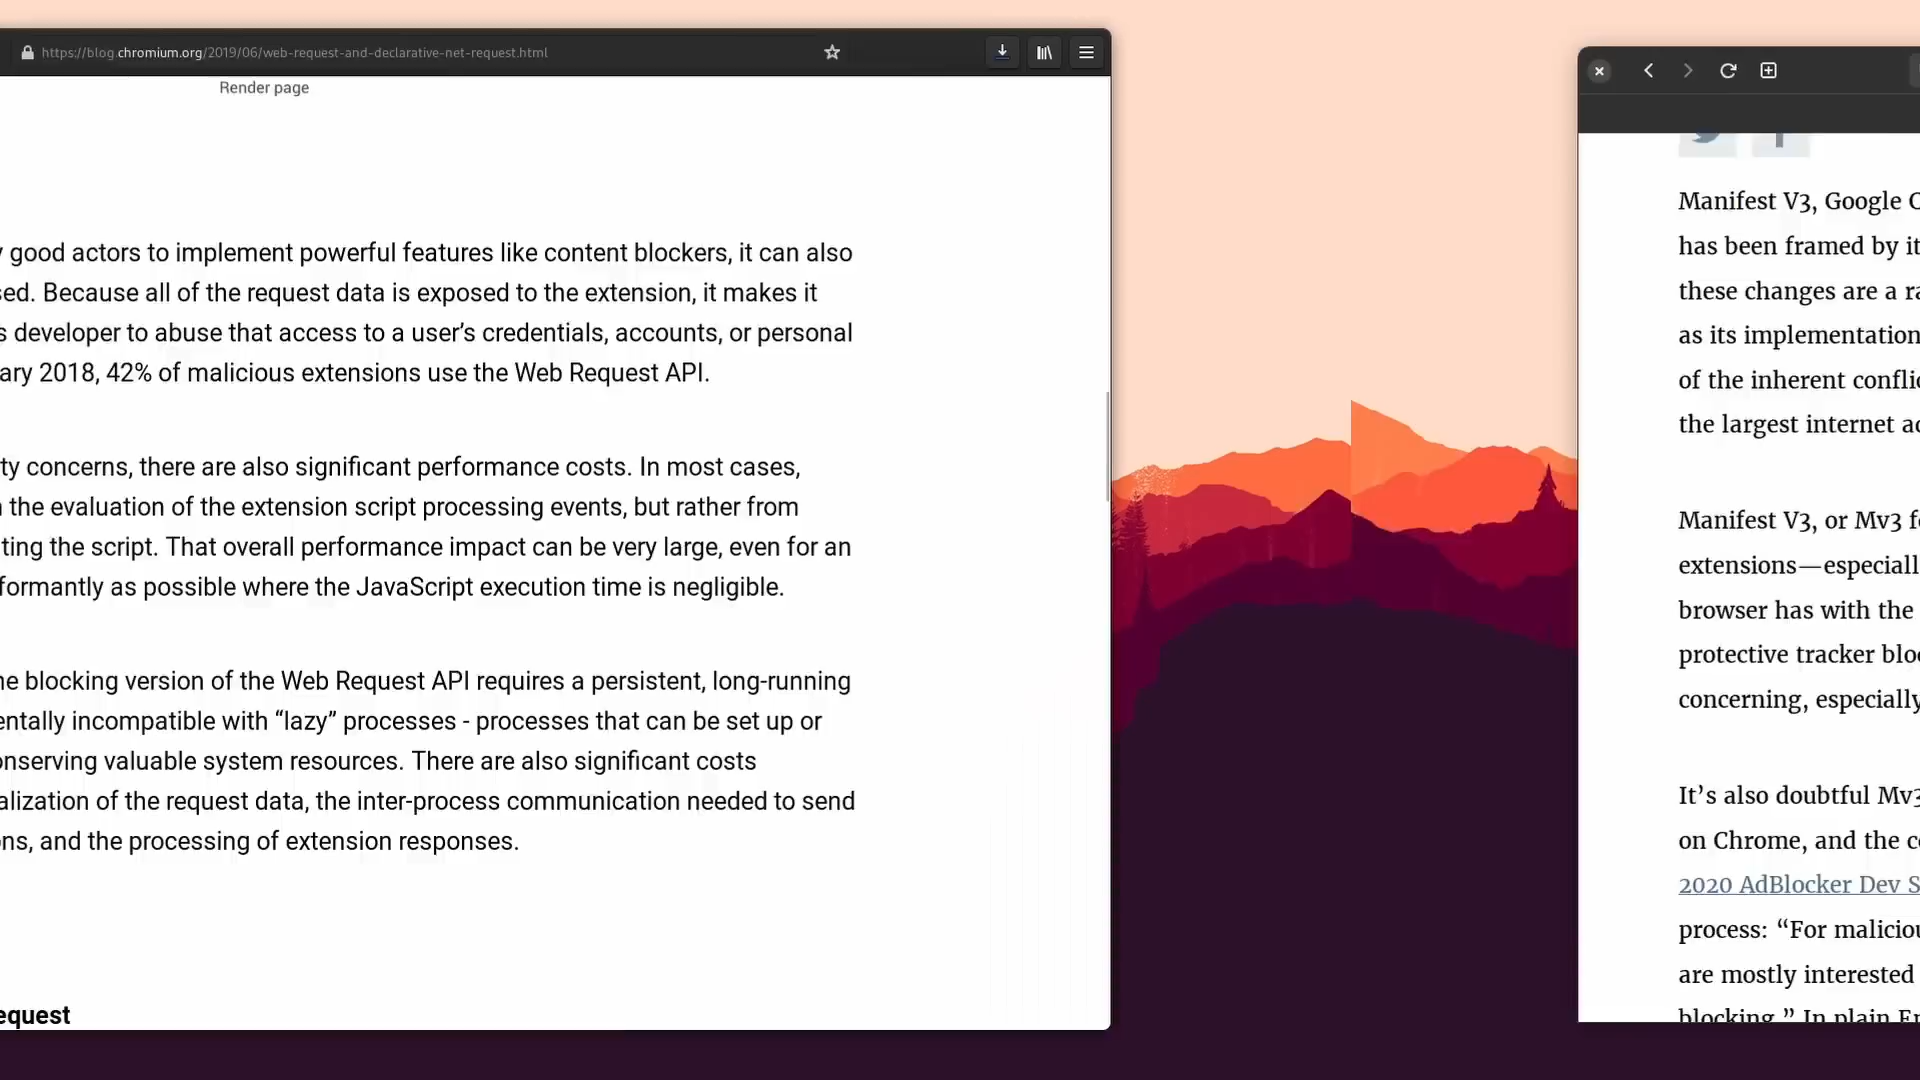 https://blog.chromium.org/2019/06/web-request-and-declarative-net-request.html
Render page
good actors to implement powerful features like content blockers, it can also
sed. Because all of the request data is exposed to the extension, it makes it
s developer to abuse that access to a user’s credentials, accounts, or personal
ary 2018, 42% of malicious extensions use the Web Request API.
ty concerns, there are also significant performance costs. In most cases,
the evaluation of the extension script processing events, but rather from
ting the script. That overall performance impact can be very large, even for an
formantly as possible where the JavaScript execution time is negligible.
ne blocking version of the Web Request API requires a persistent, long-running
entally incompatible with “lazy” processes - processes that can be set up or
onserving valuable system resources. There are also significant costs
alization of the request data, the inter-process communication needed to send
ons, and the processing of extension responses.
equest
Manifest V3, Google C
has been framed by it
these changes are a ra
as its implementation
of the inherent conflic
the largest internet ad
Manifest V3, or Mv3 f
extensions—especiall
browser has with the
protective tracker bloc
concerning, especially
It’s also doubtful Mv3
on Chrome, and the c
2020 AdBlocker Dev S
process: “For maliciou
are mostly interested
blocking.” In plain En